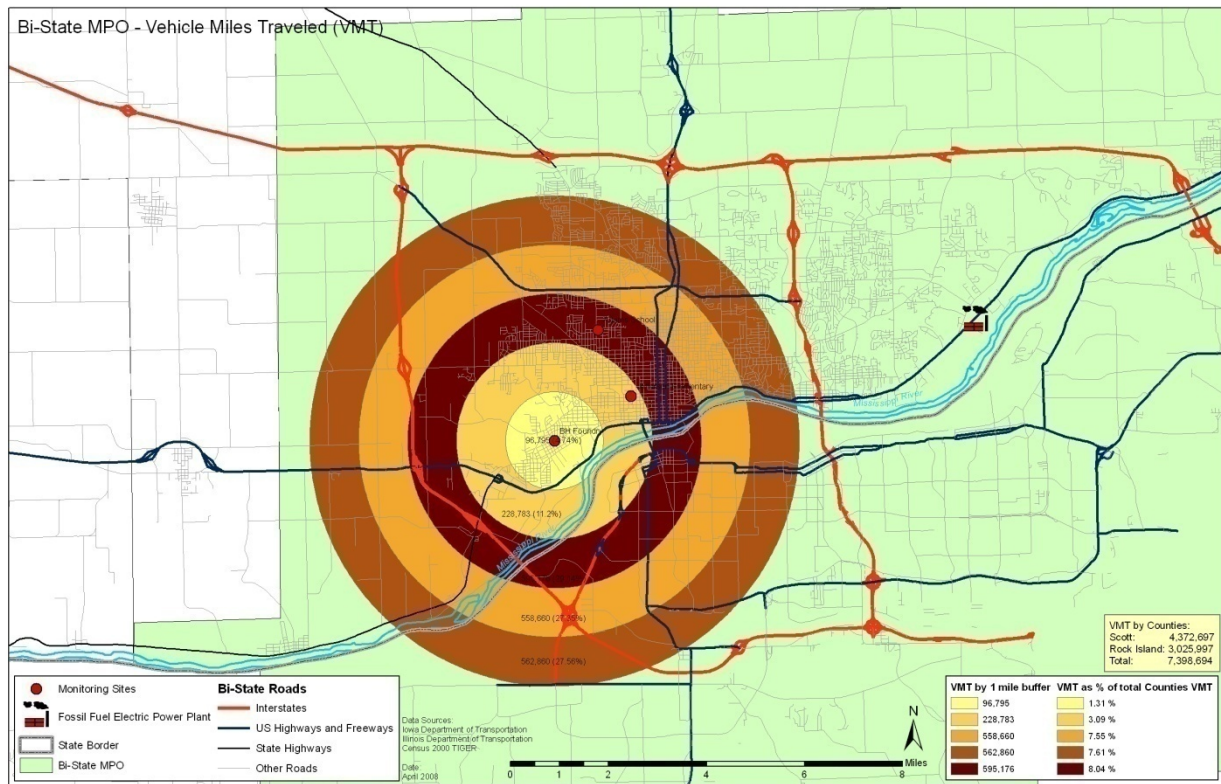 Bi-State MPO - Vehicle Miles Traveled (VMT)
BH Foundry
96,795
228,783 (11.2%)
558,660
562,860 (27.56%)
Mississippi River
VMT by Counties:
Scott: 4,372,697
Rock Island: 3,025,997
Total: 7,398,694
Monitoring Sites
Fossil Fuel Electric Power Plant
State Border
Bi-State MPO
Bi-State Roads
Interstates
US Highways and Freeways
State Highways
Other Roads
Data Sources:
Iowa Department of Transportation
Illinois Department of Transportation
Census 2000 TIGER
Date:
April 2008
N
Miles
0 1 2 4 6 8
VMT by 1 mile buffer VMT as % of total Counties VMT
96,795 1.31 %
228,783 3.09 %
558,660 7.55 %
562,860 7.61 %
595,176 8.04 %